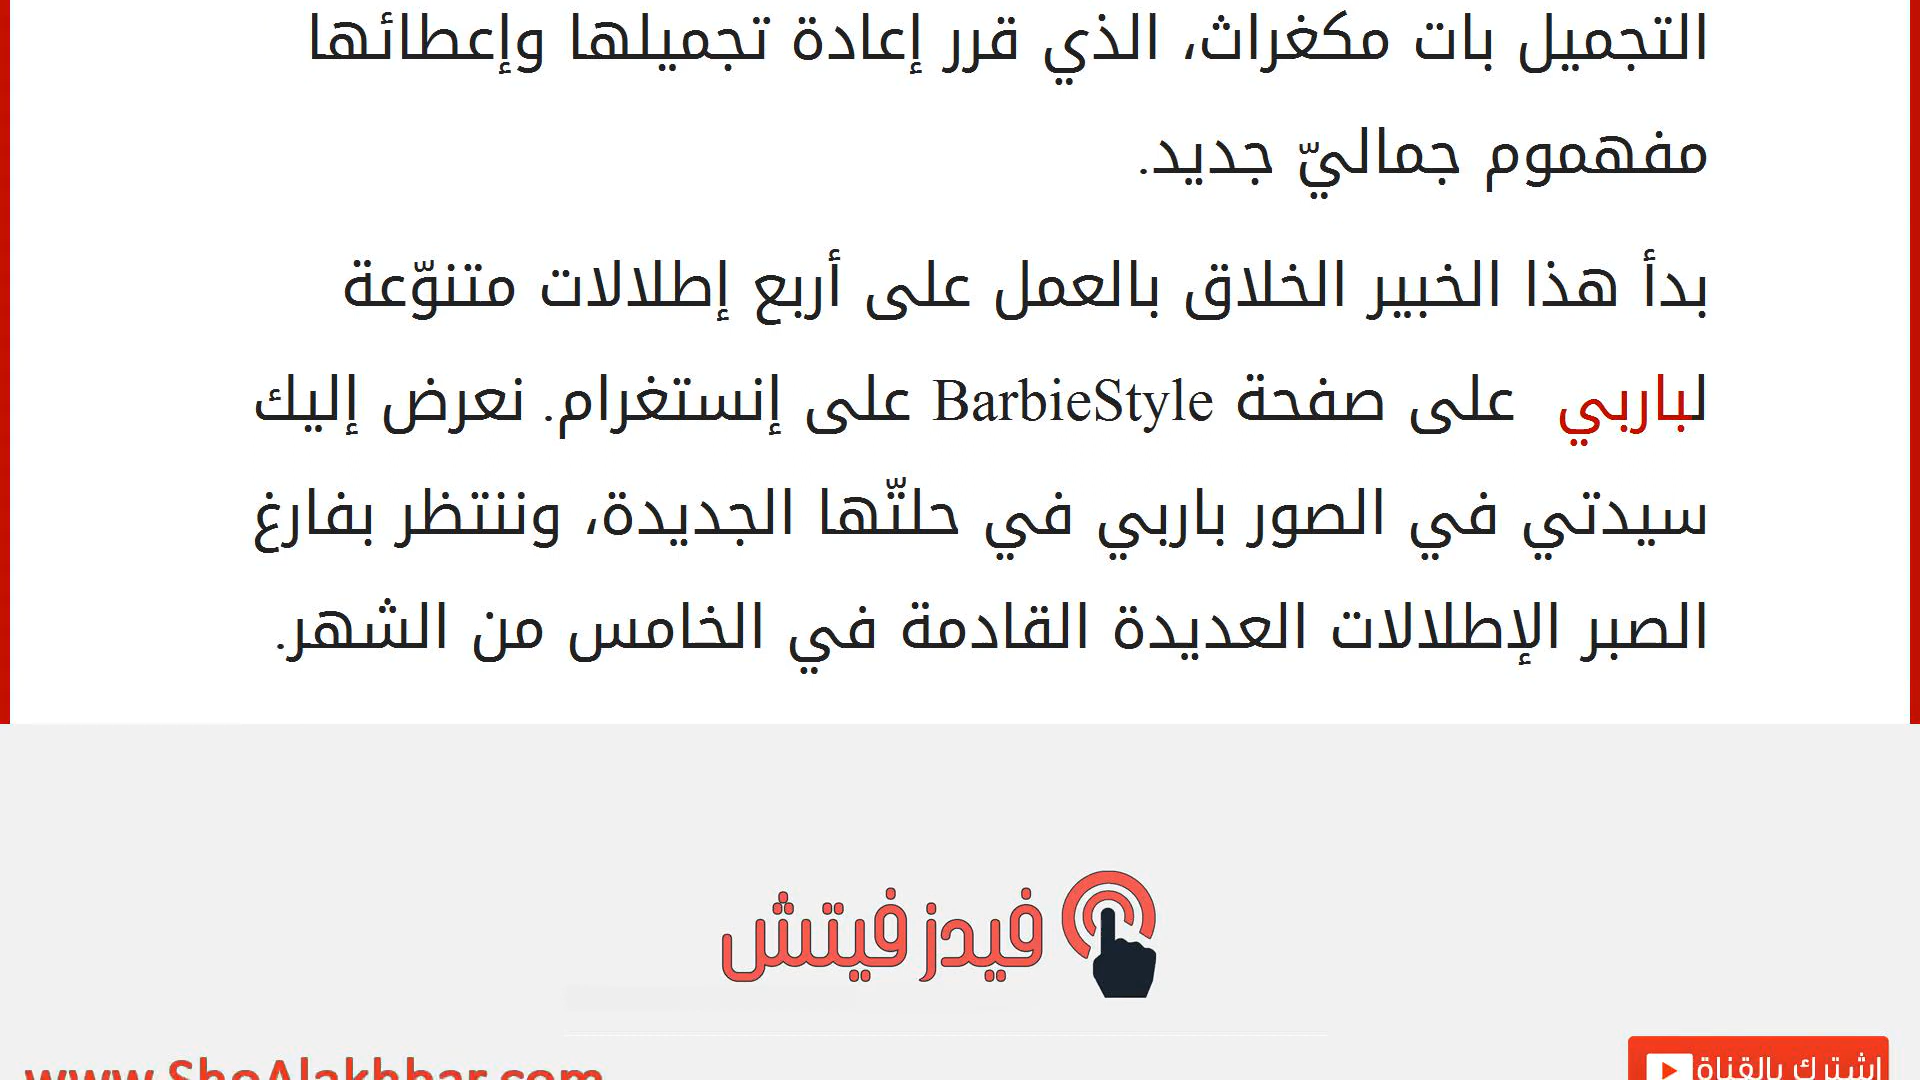 التجميل بات مكغراث، الذي قرر إعادة تجميلها وإعطائها
مفهموم جماليّ جديد.
بدأ هذا الخبير الخلاق بالعمل على أربع إطلالات متنوّعة
لباربي على صفحة BarbieStyle على إنستغرام. نعرض إليك
سيدتي في الصور باربي في حلتّها الجديدة، وننتظر بفارغ
الصبر الإطلالات العديدة القادمة في الخامس من الشهر.
فيدز فيتش
www.ShoAlakhbar.com
اشترك بالقناة